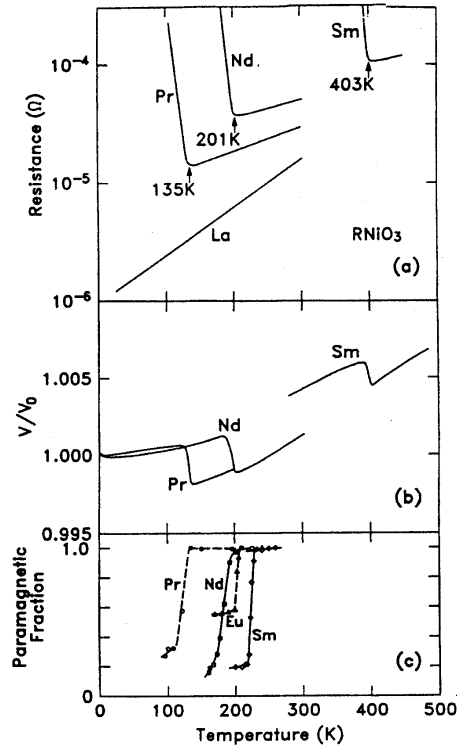 10⁻⁴
10⁻⁵
10⁻⁶
Resistance (Ω)
Pr
Nd
Sm
403K
201K
135K
La
RNiO₃
(a)
1.005
1.000
0.995
V/V₀
Sm
Nd
Pr
(b)
1.0
0
Paramagnetic
Fraction
Pr
Nd
Eu
Sm
(c)
0 100 200 300 400 500
Temperature (K)